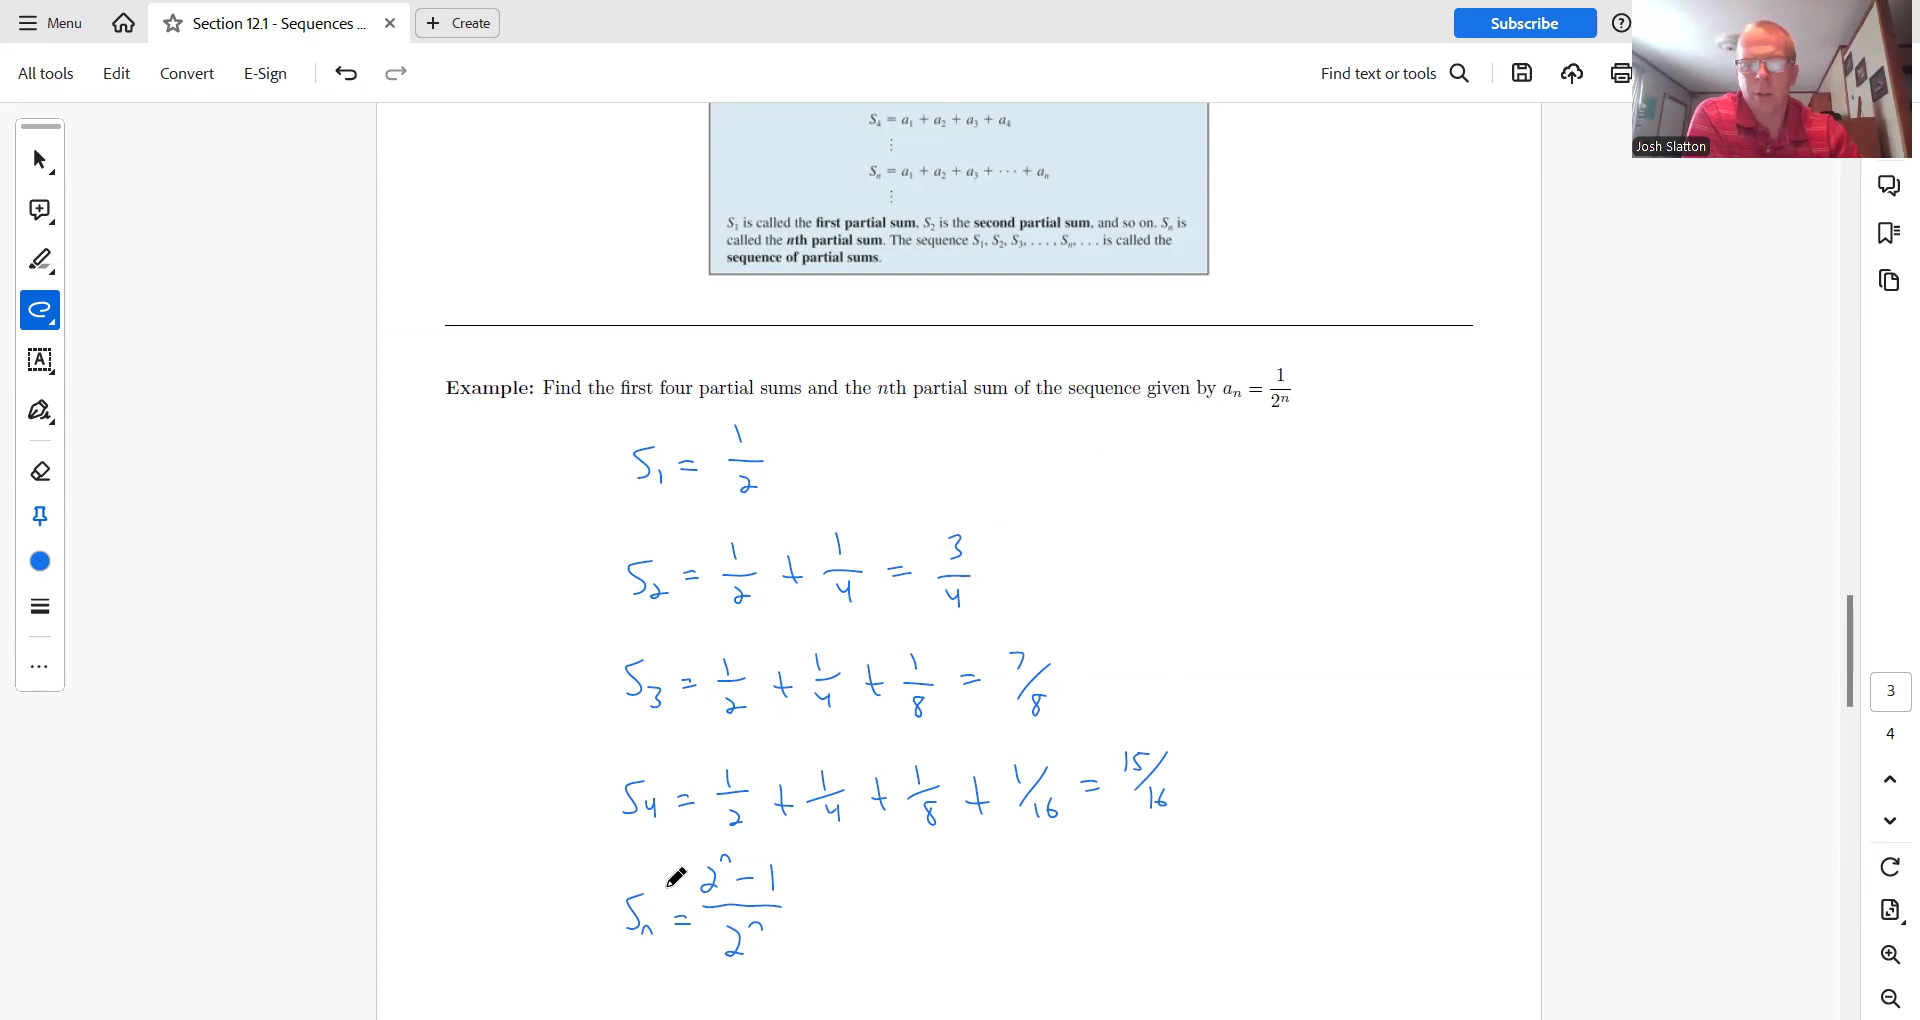 Menu
Section 12.1 - Sequences ...
Create
Subscribe
All tools
Edit
Convert
E-Sign
Find text or tools
Josh Slatton
S₄ = a₁ + a₂ + a₃ + a₄
⋮
Sₙ = a₁ + a₂ + a₃ + ⋯ + aₙ
⋮
S₁ is called the first partial sum, S₂ is the second partial sum, and so on. Sₙ is
called the nth partial sum. The sequence S₁, S₂, S₃, . . . , Sₙ, . . . is called the
sequence of partial sums.
Example: Find the first four partial sums and the nth partial sum of the sequence given by aₙ = 1/2ⁿ
S₁ = 1/2
S₂ = 1/2 + 1/4 = 3/4
S₃ = 1/2 + 1/4 + 1/8 = 7/8
S₄ = 1/2 + 1/4 + 1/8 + 1/16 = 15/16
Sₙ = (2ⁿ - 1)/2ⁿ
3
4